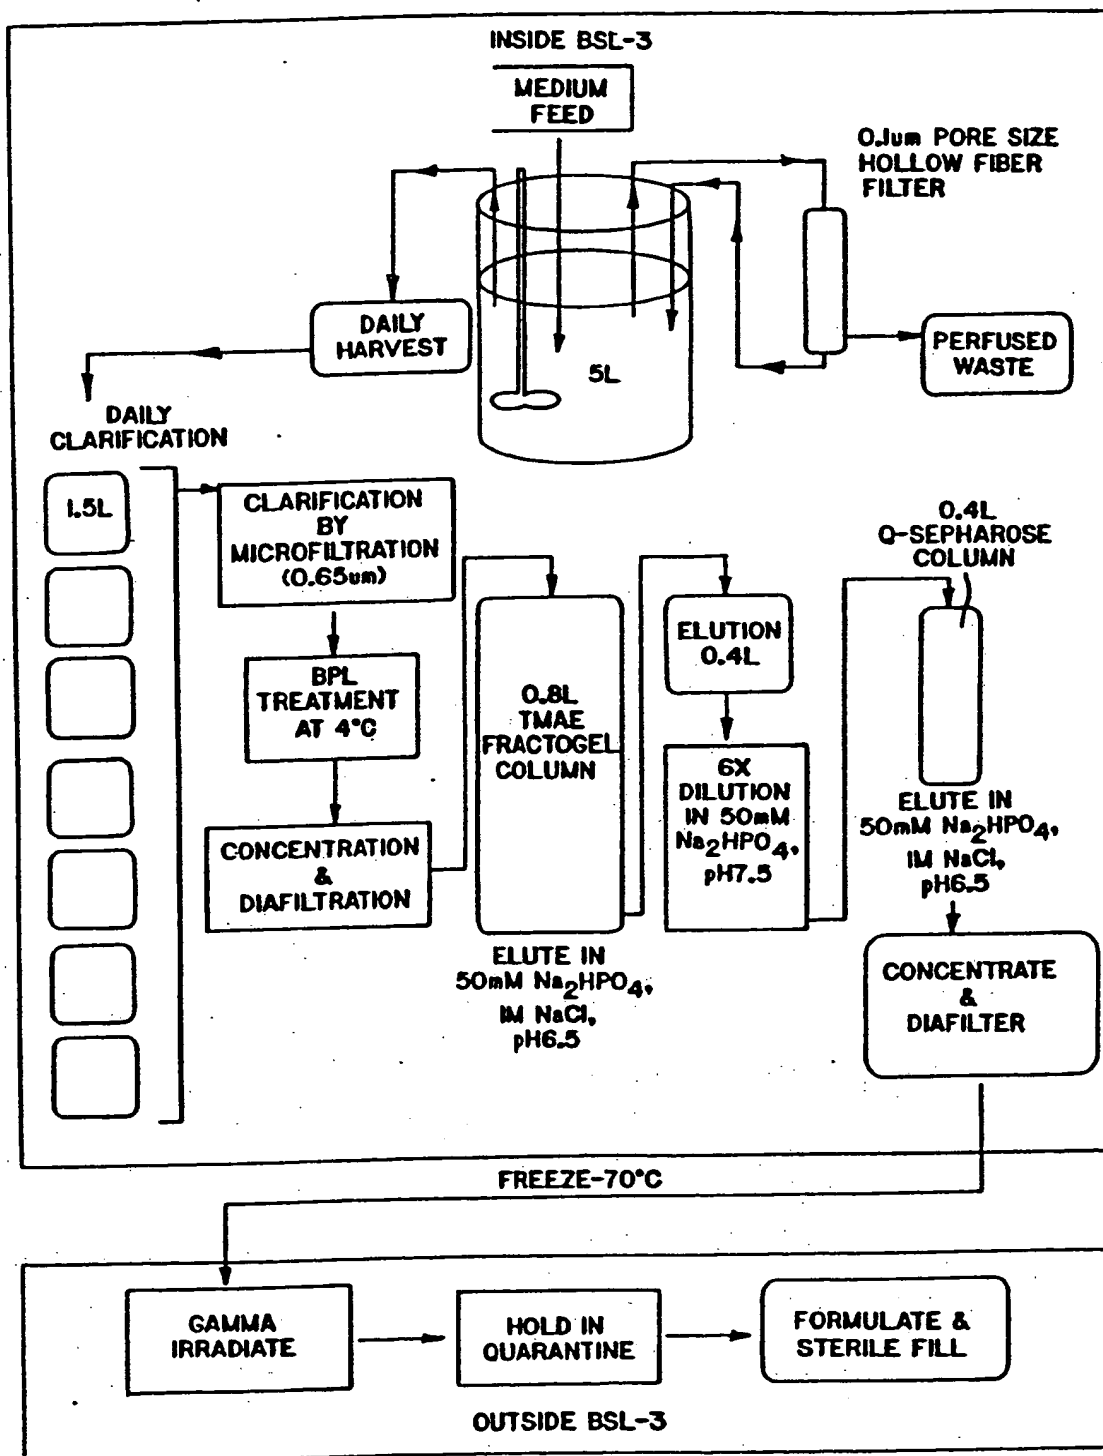 INSIDE BSL-3
MEDIUM
FEED
0.1um PORE SIZE
HOLLOW FIBER
FILTER
DAILY
HARVEST
5L
PERFUSED
WASTE
DAILY
CLARIFICATION
1.5L
CLARIFICATION
BY
MICROFILTRATION
(0.65um)
BPL
TREATMENT
AT 4°C
CONCENTRATION
&
DIAFILTRATION
0.8L
TMAE
FRACTOGEL
COLUMN
ELUTE IN
50mM Na₂HPO₄,
1M NaCl,
pH6.5
ELUTION
0.4L
6X
DILUTION
IN 50mM
Na₂HPO₄,
pH7.5
0.4L
Q-SEPHAROSE
COLUMN
ELUTE IN
50mM Na₂HPO₄,
1M NaCl,
pH6.5
CONCENTRATE
&
DIAFILTER
FREEZE-70°C
GAMMA
IRRADIATE
HOLD IN
QUARANTINE
FORMULATE &
STERILE FILL
OUTSIDE BSL-3